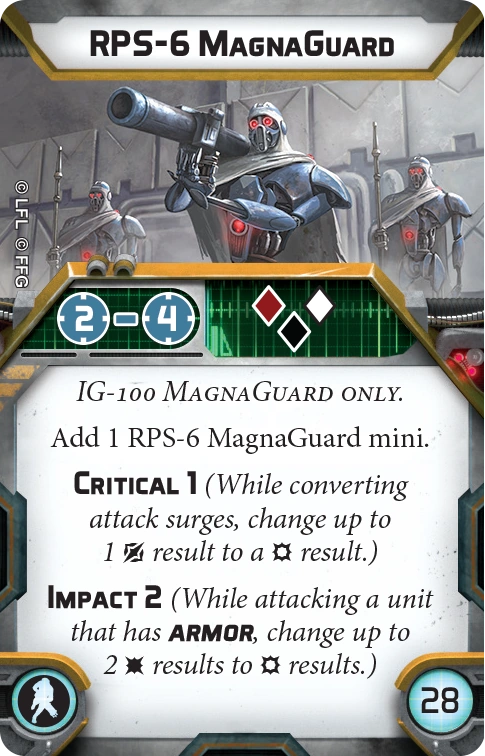 RPS-6 MagnaGuard
© LFL © FFG
2 - 4
IG-100 MagnaGuard only.
Add 1 RPS-6 MagnaGuard mini.
Critical 1 (While converting
attack surges, change up to
1 result to a result.)
Impact 2 (While attacking a unit
that has ARMOR, change up to
2 results to results.)
28